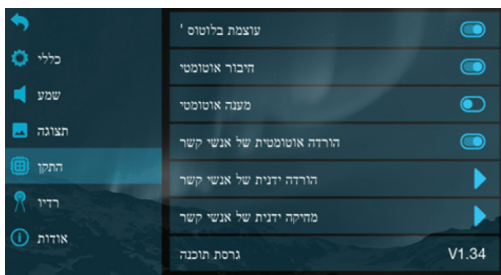 כללי
שמע
תצוגה
התקן
רדיו
אודות
עוצמת בלוטוס '
חיבור אוטומטי
מענה אוטומטי
הורדה אוטומטית של אנשי קשר
הורדה ידנית של אנשי קשר
מחיקה ידנית של אנשי קשר
גרסת תוכנה V1.34